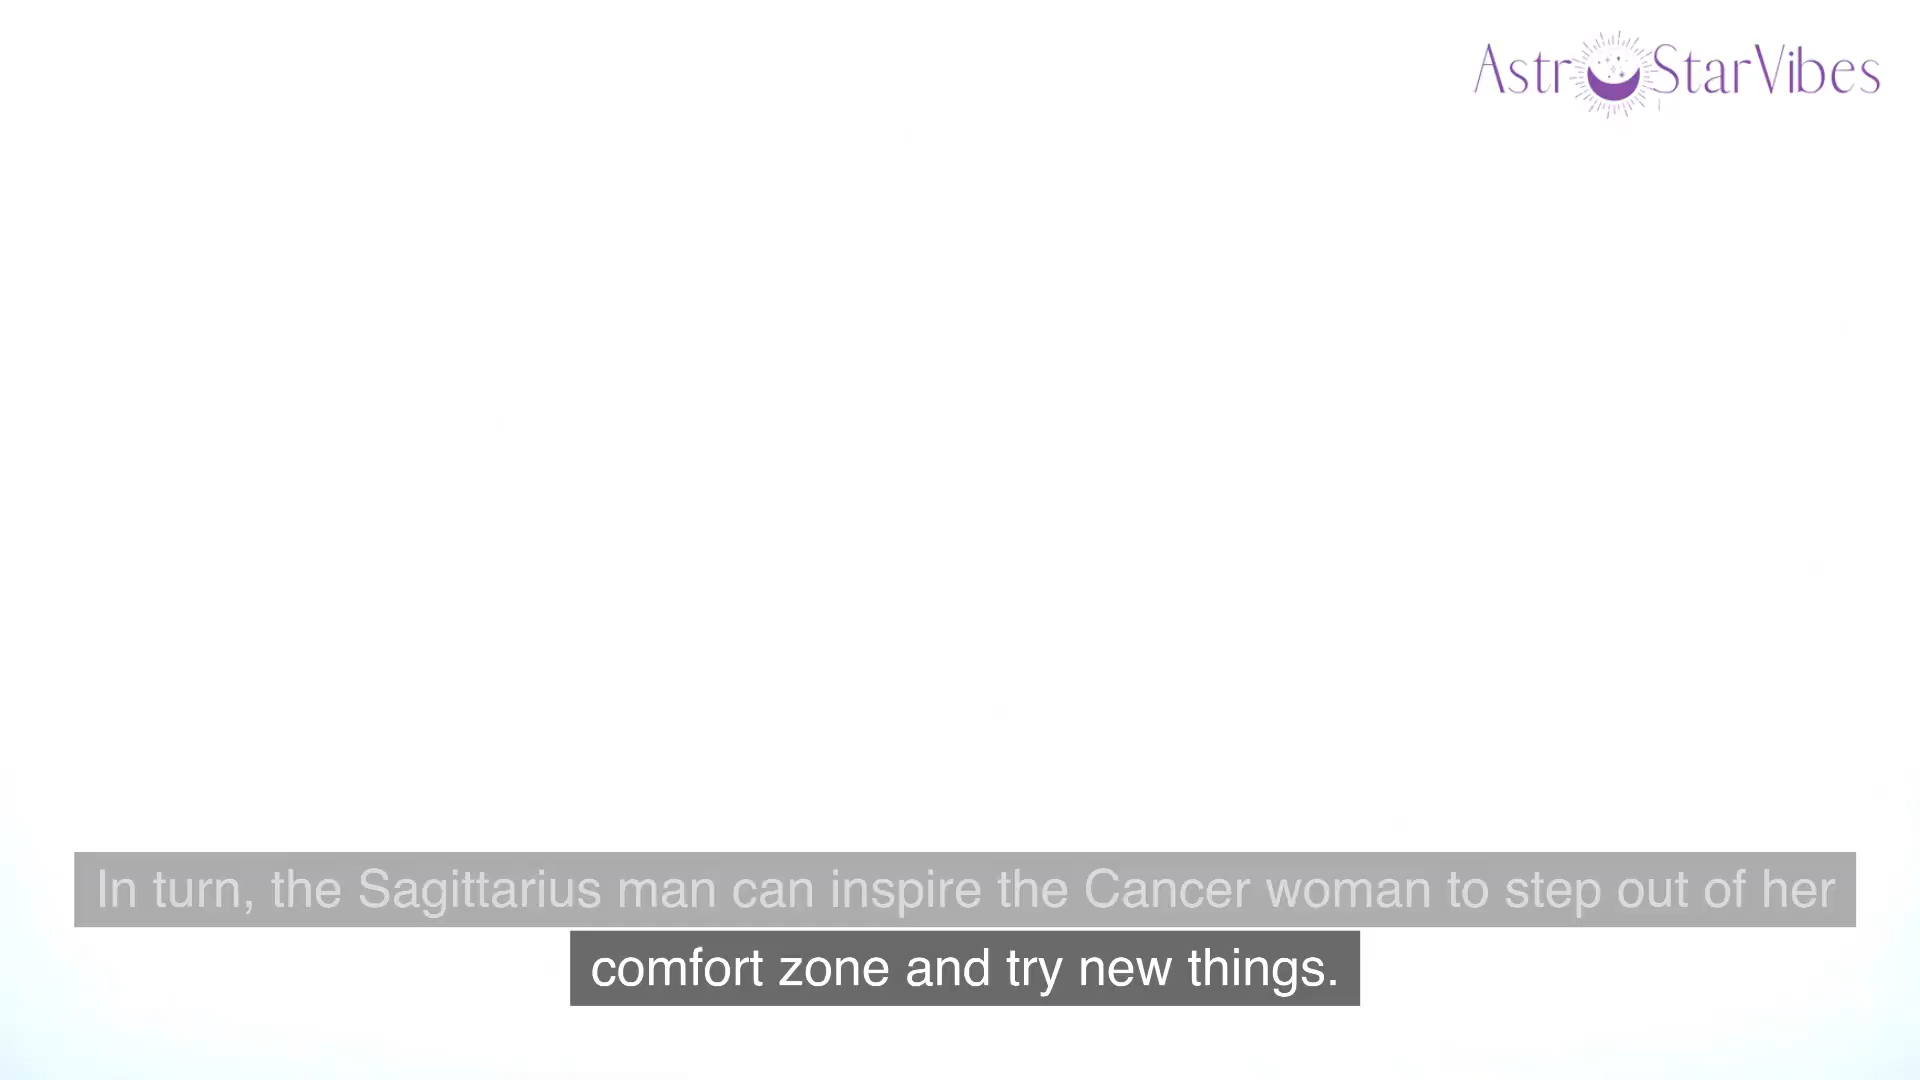 AstroStarVibes
In turn, the Sagittarius man can inspire the Cancer woman to step out of her
comfort zone and try new things.